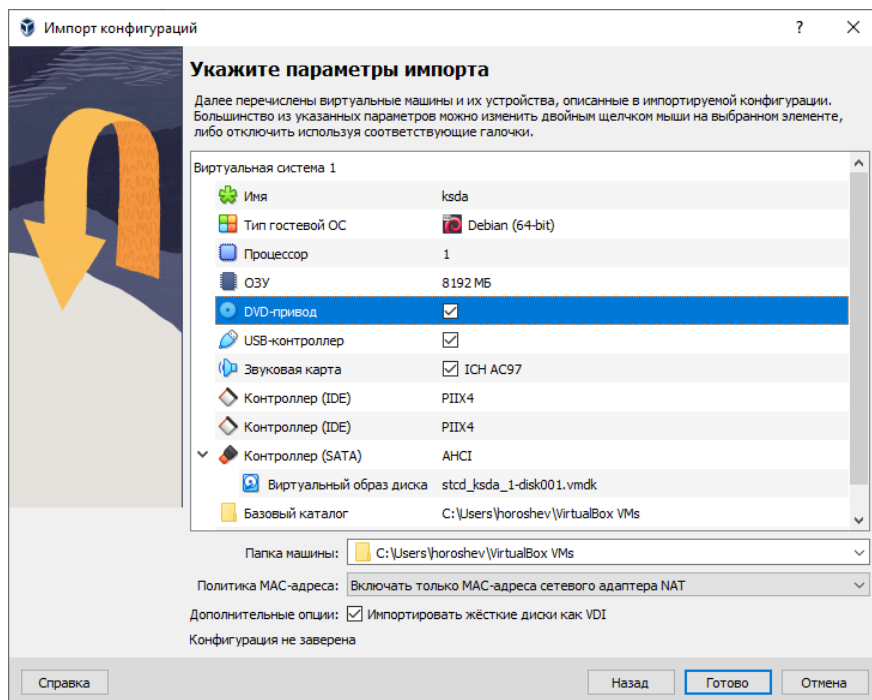 Импорт конфигураций
?
Укажите параметры импорта
Далее перечислены виртуальные машины и их устройства, описанные в импортируемой конфигурации.
Большинство из указанных параметров можно изменить двойным щелчком мыши на выбранном элементе,
либо отключить используя соответствующие галочки.
Виртуальная система 1
Имя ksda
Тип гостевой ОС Debian (64-bit)
Процессор 1
ОЗУ 8192 МБ
DVD-привод
USB-контроллер
Звуковая карта ICH AC97
Контроллер (IDE) PIIX4
Контроллер (IDE) PIIX4
Контроллер (SATA) AHCI
Виртуальный образ диска stcd_ksda_1-disk001.vmdk
Базовый каталог C:\Users\horoshev\VirtualBox VMs
Папка машины: C:\Users\horoshev\VirtualBox VMs
Политика MAC-адреса: Включать только MAC-адреса сетевого адаптера NAT
Дополнительные опции: Импортировать жёсткие диски как VDI
Конфигурация не заверена
Справка Назад Готово Отмена